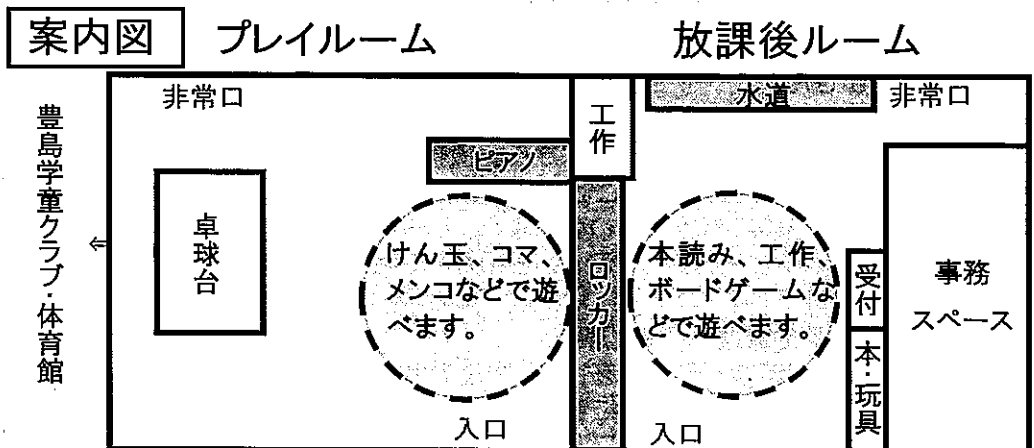 案内図
プレイルーム
放課後ルーム
非常口
工作
水道
非常口
豊島学童クラブ・体育館
⇐
ピアノ
卓球台
けん玉、コマ、
メンコなどで遊
べます。
ロッカー
本読み、工作、
ボードゲームな
どで遊べます。
受付
事務
スペース
本・玩具
入口
入口